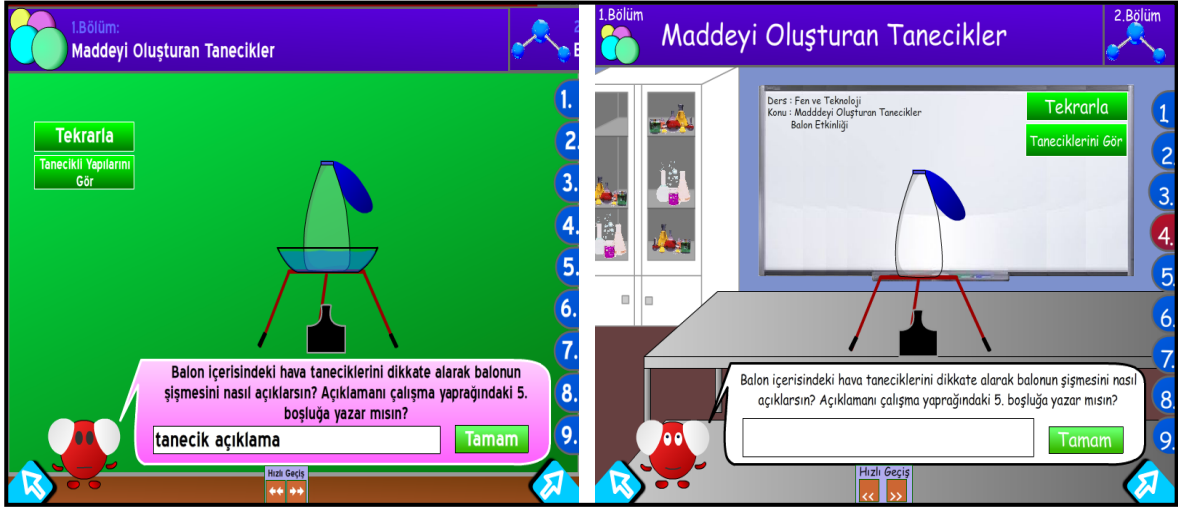 1.Bölüm:
Maddeyi Oluşturan Tanecikler
2
E
Tekrarla
Tanecikli Yapılarını
Gör
1.
2.
3.
4.
5.
6.
7.
8.
9.
Balon içerisindeki hava taneciklerini dikkate alarak balonun
şişmesini nasıl açıklarsın? Açıklamanı çalışma yaprağındaki 5.
boşluğa yazar mısın?
tanecik açıklama
Tamam
Hızlı Geçiş
1.Bölüm
Maddeyi Oluşturan Tanecikler
2.Bölüm
Ders : Fen ve Teknoloji
Konu : Madddeyi Oluşturan Tanecikler
Balon Etkinliği
Tekrarla
Taneciklerini Gör
1
2
3.
4.
5
6.
7.
8.
9.
Balon içerisindeki hava taneciklerini dikkate alarak balonun şişmesini nasıl
açıklarsın? Açıklamanı çalışma yaprağındaki 5. boşluğa yazar mısın?
Tamam
Hızlı Geçiş
<< >>